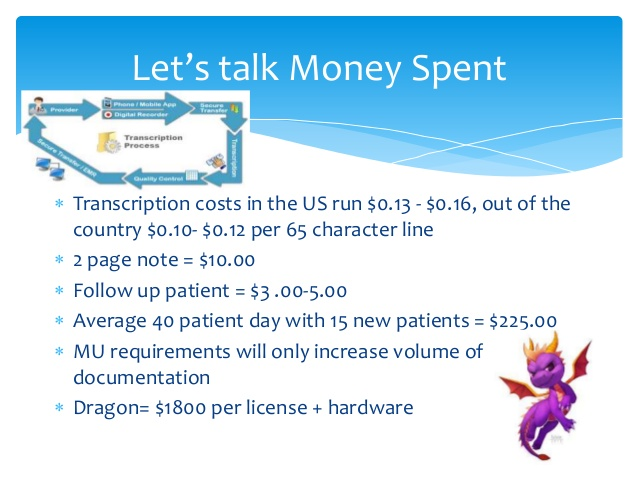 Let's talk Money Spent
Provider
Phone / Mobile App
Digital Recorder
Secure
Transfer
Transcription
Process
Transcription
Quality Control
Secure Transfer / EMR
* Transcription costs in the US run $0.13 - $0.16, out of the
country $0.10- $0.12 per 65 character line
* 2 page note = $10.00
* Follow up patient = $3 .00-5.00
* Average 40 patient day with 15 new patients = $225.00
* MU requirements will only increase volume of
documentation
* Dragon= $1800 per license + hardware